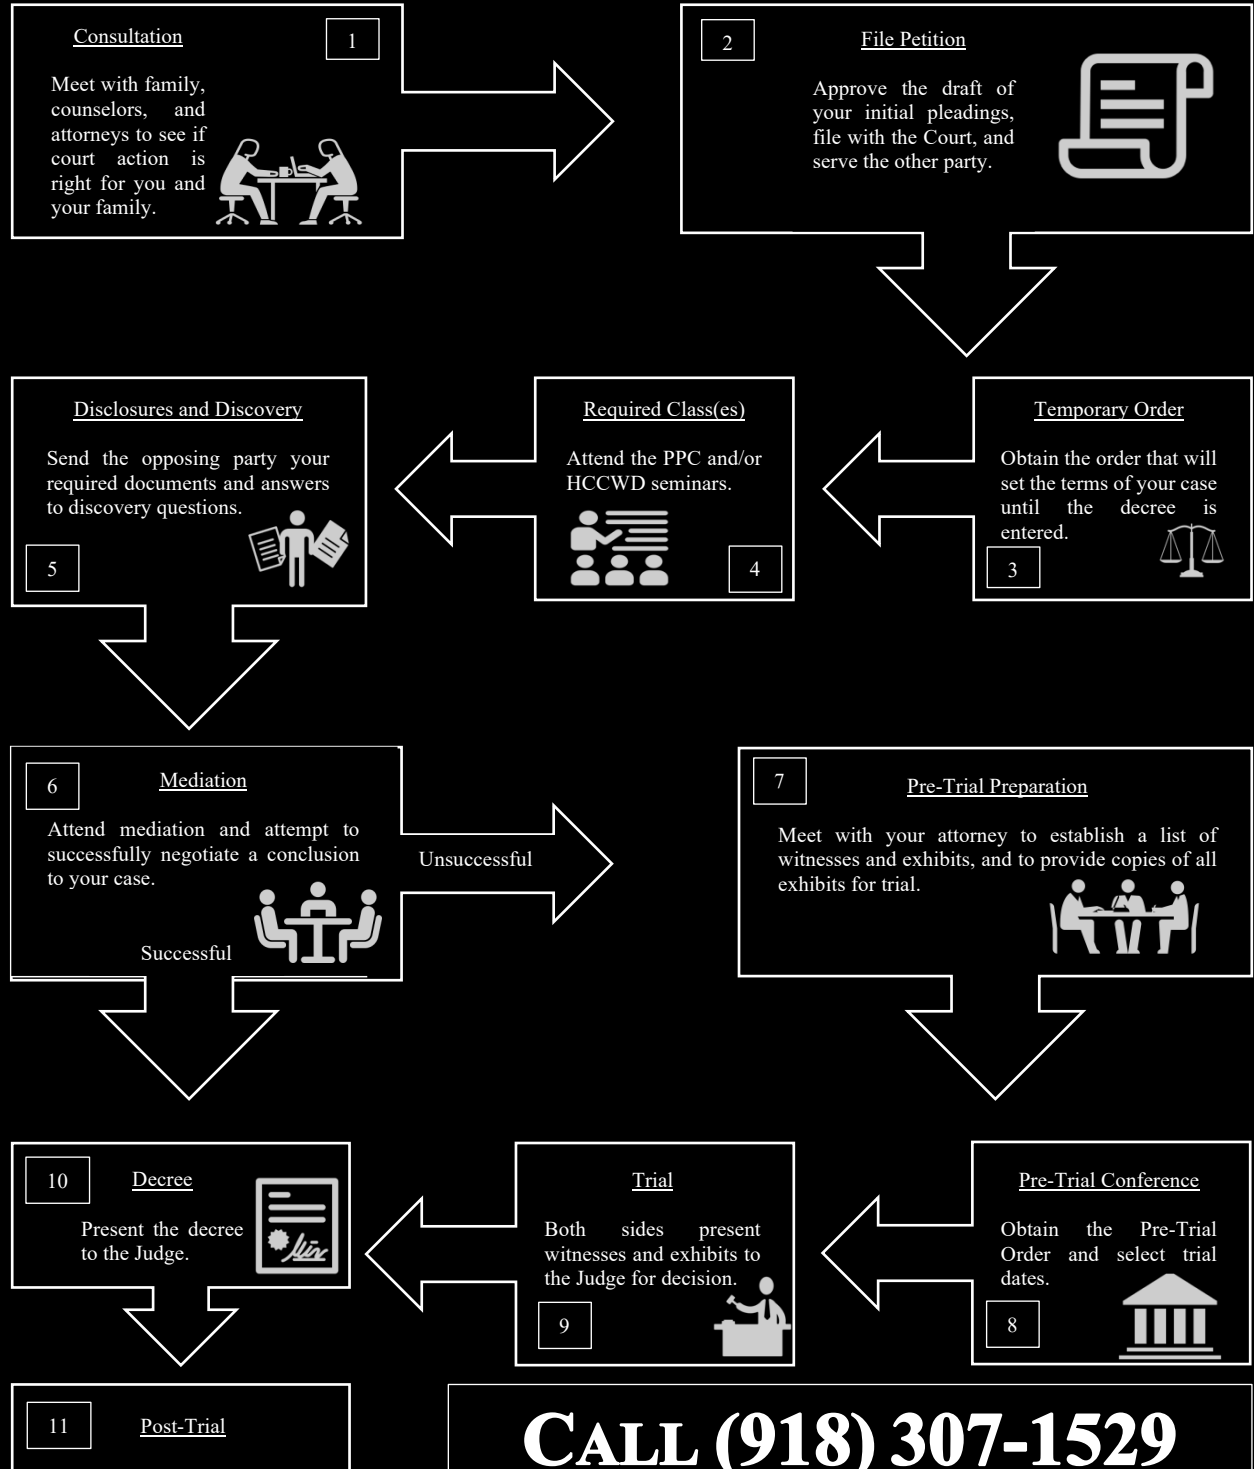 Consultation
1
Meet with family,
counselors, and
attorneys to see if
court action is
right for you and
your family.
2
File Petition
Approve the draft of
your initial pleadings,
file with the Court, and
serve the other party.
Temporary Order
Obtain the order that will
set the terms of your case
until the decree is
entered.
3
Required Class(es)
Attend the PPC and/or
HCCWD seminars.
4
Disclosures and Discovery
Send the opposing party your
required documents and answers
to discovery questions.
5
6
Mediation
Attend mediation and attempt to
successfully negotiate a conclusion
to your case.
Successful
Unsuccessful
7
Pre-Trial Preparation
Meet with your attorney to establish a list of
witnesses and exhibits, and to provide copies of all
exhibits for trial.
Pre-Trial Conference
Obtain the Pre-Trial
Order and select trial
dates.
8
Trial
Both sides present
witnesses and exhibits to
the Judge for decision.
9
10
Decree
Present the decree
to the Judge.
11
Post-Trial
CALL (918) 307-1529